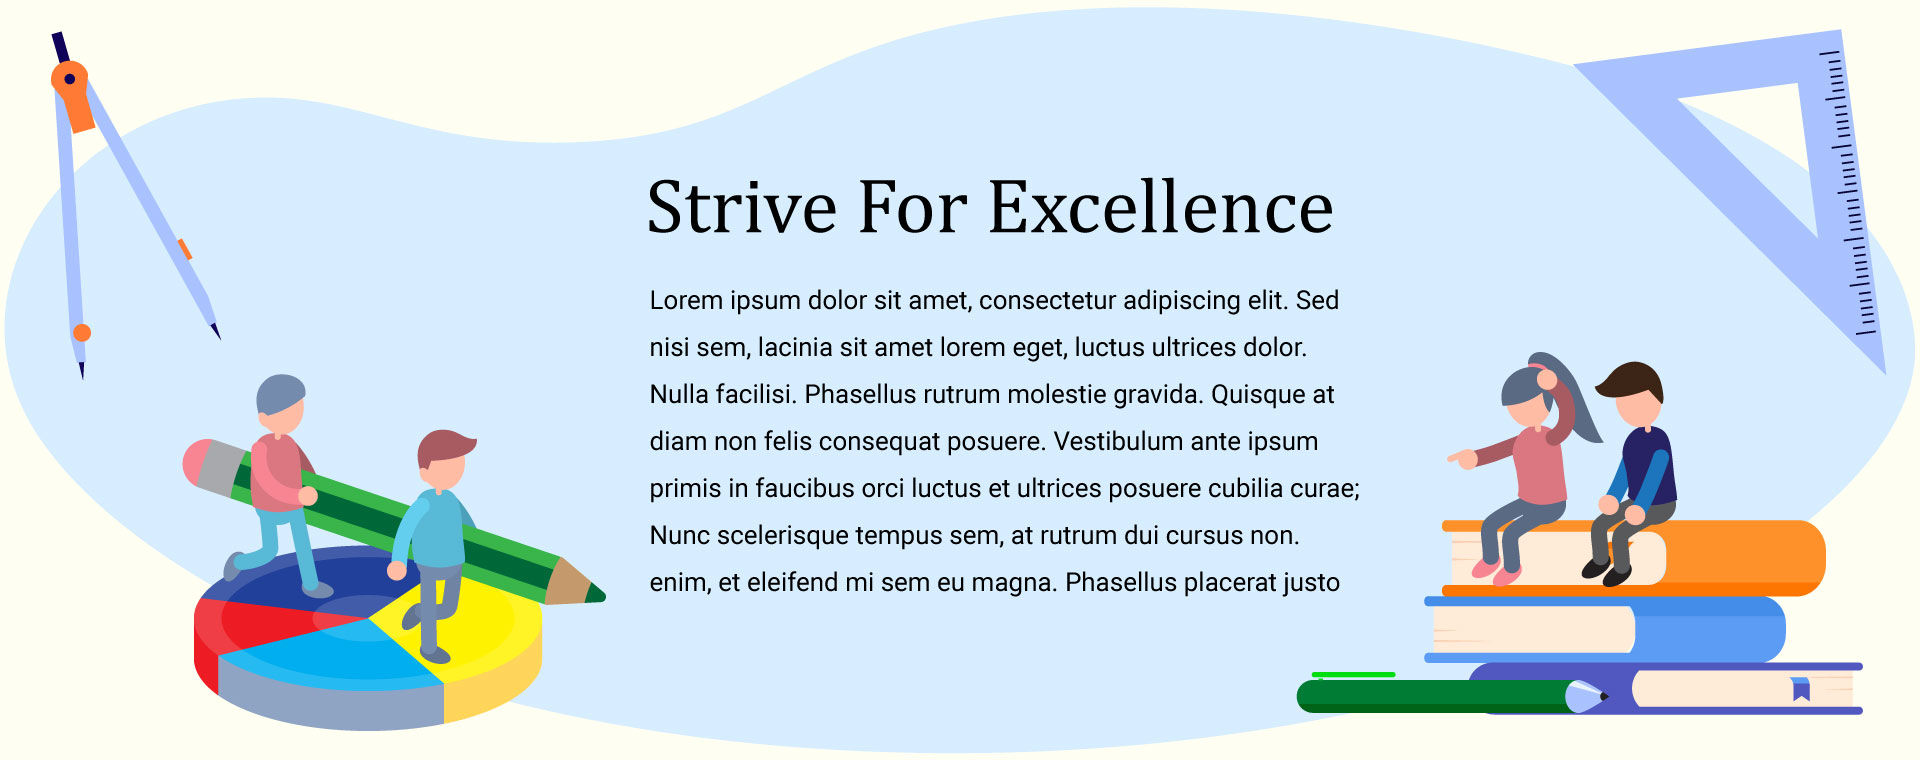 Strive For Excellence
Lorem ipsum dolor sit amet, consectetur adipiscing elit. Sed
nisi sem, lacinia sit amet lorem eget, luctus ultrices dolor.
Nulla facilisi. Phasellus rutrum molestie gravida. Quisque at
diam non felis consequat posuere. Vestibulum ante ipsum
primis in faucibus orci luctus et ultrices posuere cubilia curae;
Nunc scelerisque tempus sem, at rutrum dui cursus non.
enim, et eleifend mi sem eu magna. Phasellus placerat justo